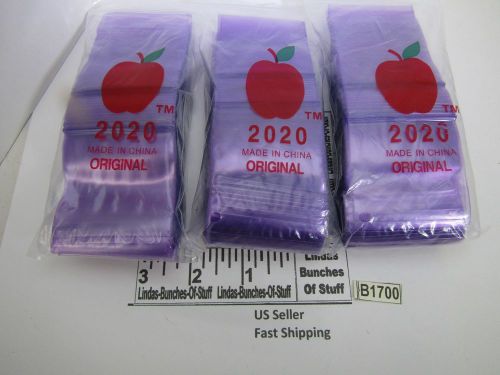 TM
2020
MADE IN CHINA
ORIGINAL
TM
2020
MADE IN CHINA
ORIGINAL
TM
2020
MADE IN CHINA
ORIGINAL
3 2 1
Lindas-Bunches-Of-Stuff Lindas-Bunches-Of-Stuff
Lindas
Bunches
Of Stuff
B1700
US Seller
Fast Shipping